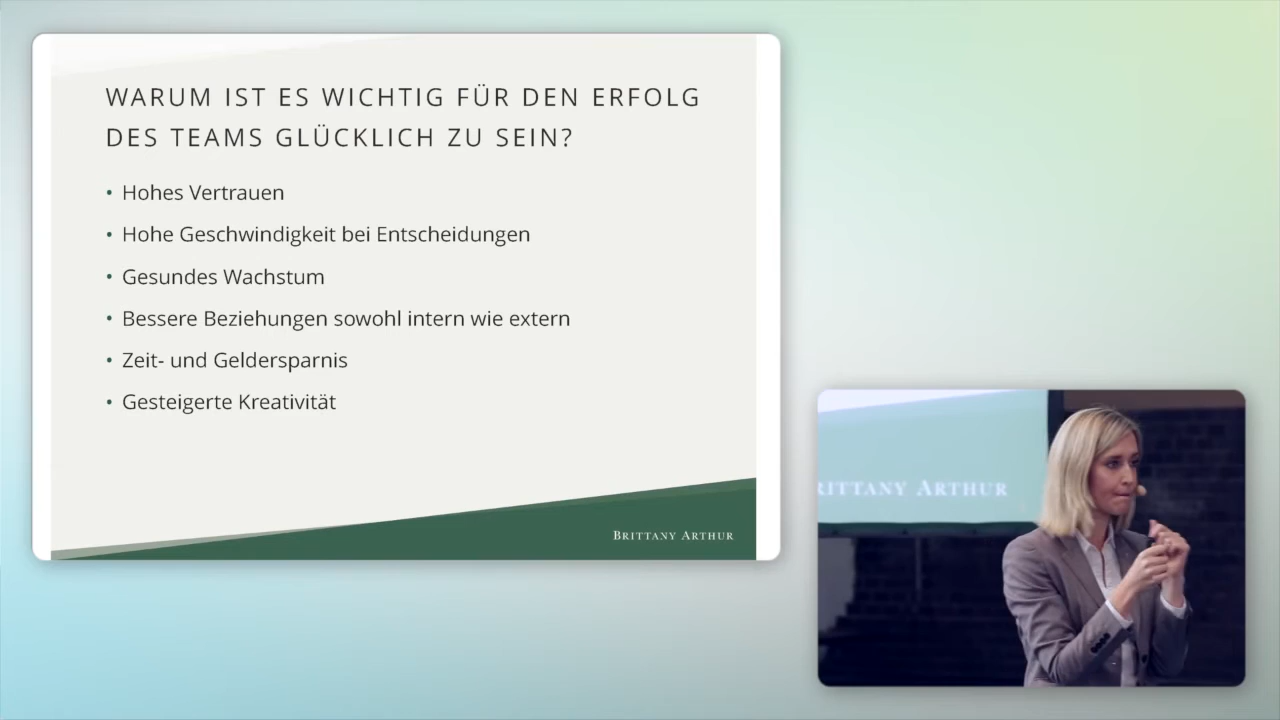 WARUM IST ES WICHTIG FÜR DEN ERFOLG
DES TEAMS GLÜCKLICH ZU SEIN?
• Hohes Vertrauen
• Hohe Geschwindigkeit bei Entscheidungen
• Gesundes Wachstum
• Bessere Beziehungen sowohl intern wie extern
• Zeit- und Geldersparnis
• Gesteigerte Kreativität
BRITTANY ARTHUR
RITTANY ARTHUR